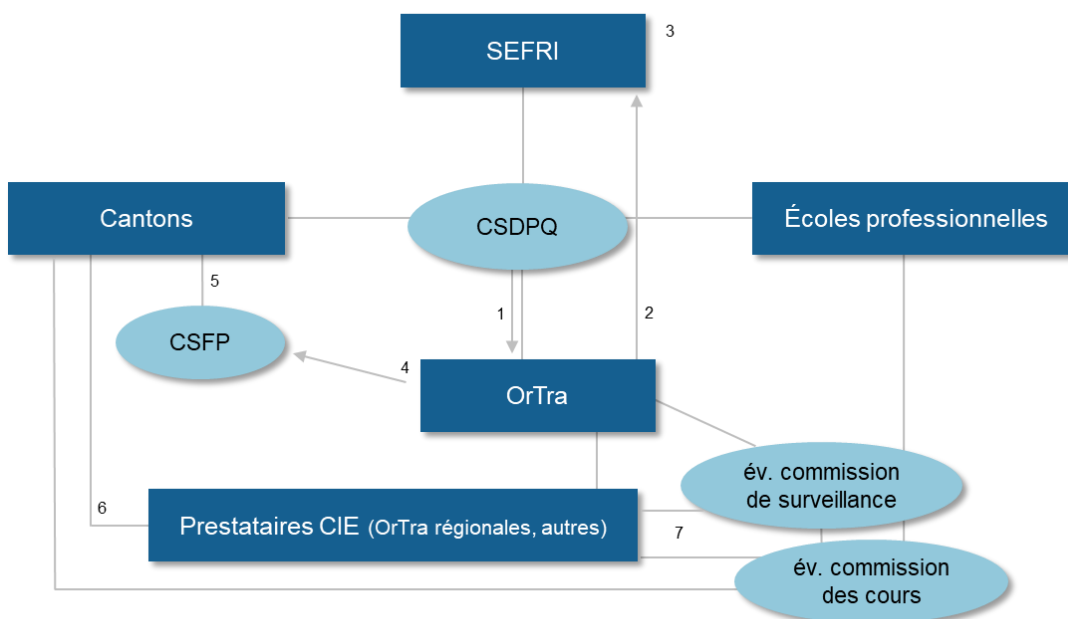 SEFRI
3
Cantons
CSDPQ
Écoles professionnelles
5
1
2
CSFP
4
OrTra
év. commission
de surveillance
6
Prestataires CIE (OrTra régionales, autres)
7
év. commission
des cours